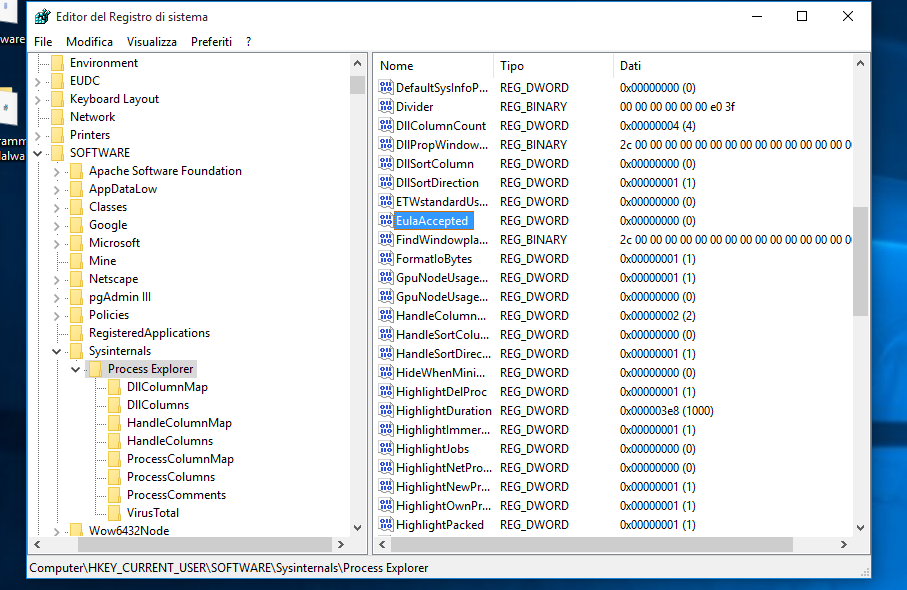 Editor del Registro di sistema
File Modifica Visualizza Preferiti ?
Environment
EUDC
Keyboard Layout
Network
Printers
SOFTWARE
Apache Software Foundation
AppDataLow
Classes
Google
Microsoft
Mine
Netscape
pgAdmin III
Policies
RegisteredApplications
Sysinternals
Process Explorer
DllColumnMap
DllColumns
HandleColumnMap
HandleColumns
ProcessColumnMap
ProcessColumns
ProcessComments
VirusTotal
Wow6432Node
Nome Tipo Dati
DefaultSysInfoP... REG_DWORD 0x00000000 (0)
Divider REG_BINARY 00 00 00 00 00 00 e0 3f
DllColumnCount REG_DWORD 0x00000004 (4)
DllPropWindow... REG_BINARY 2c 00 00 00 00 00 00 00 00 00 00 00 00 00 00
DllSortColumn REG_DWORD 0x00000000 (0)
DllSortDirection REG_DWORD 0x00000001 (1)
ETWstandardUs... REG_DWORD 0x00000000 (0)
EulaAccepted REG_DWORD 0x00000000 (0)
FindWindowpla... REG_BINARY 2c 00 00 00 00 00 00 00 00 00 00 00 00 00 00
FormatIoBytes REG_DWORD 0x00000001 (1)
GpuNodeUsage... REG_DWORD 0x00000001 (1)
GpuNodeUsage... REG_DWORD 0x00000000 (0)
HandleColumn... REG_DWORD 0x00000002 (2)
HandleSortColu... REG_DWORD 0x00000000 (0)
HandleSortDirec... REG_DWORD 0x00000001 (1)
HideWhenMini... REG_DWORD 0x00000000 (0)
HighlightDelProc REG_DWORD 0x00000001 (1)
HighlightDuration REG_DWORD 0x000003e8 (1000)
HighlightImmer... REG_DWORD 0x00000001 (1)
HighlightJobs REG_DWORD 0x00000000 (0)
HighlightNetPro... REG_DWORD 0x00000000 (0)
HighlightNewPr... REG_DWORD 0x00000001 (1)
HighlightOwnPr... REG_DWORD 0x00000001 (1)
HighlightPacked REG_DWORD 0x00000001 (1)
Computer\HKEY_CURRENT_USER\SOFTWARE\Sysinternals\Process Explorer